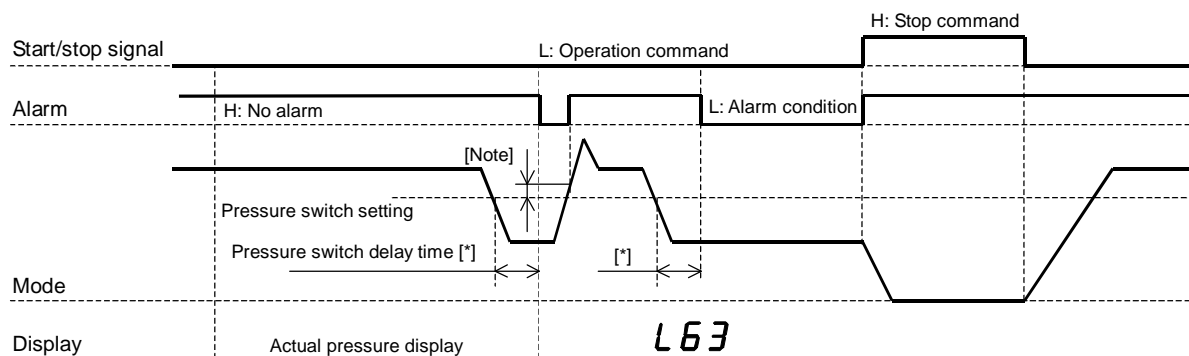 H: Stop command
Start/stop signal
L: Operation command
Alarm
H: No alarm
L: Alarm condition
[Note]
Pressure switch setting
Pressure switch delay time [*]
[*]
Mode
Display
Actual pressure display
L63